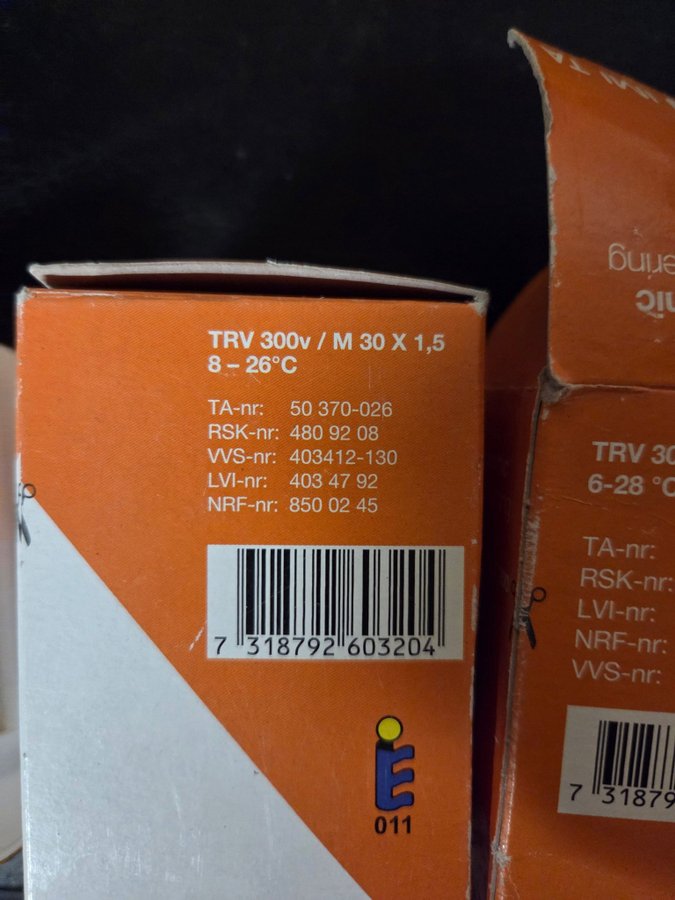 TRV 300v / M 30 X 1,5
8 – 26°C
TA-nr: 50 370-026
RSK-nr: 480 92 08
VVS-nr: 403412-130
LVI-nr: 403 47 92
NRF-nr: 850 02 45
7 318792 603204
E
011
TRV 30
6-28 °C
TA-nr:
RSK-nr:
LVI-nr:
NRF-nr:
VVS-nr:
7 31879